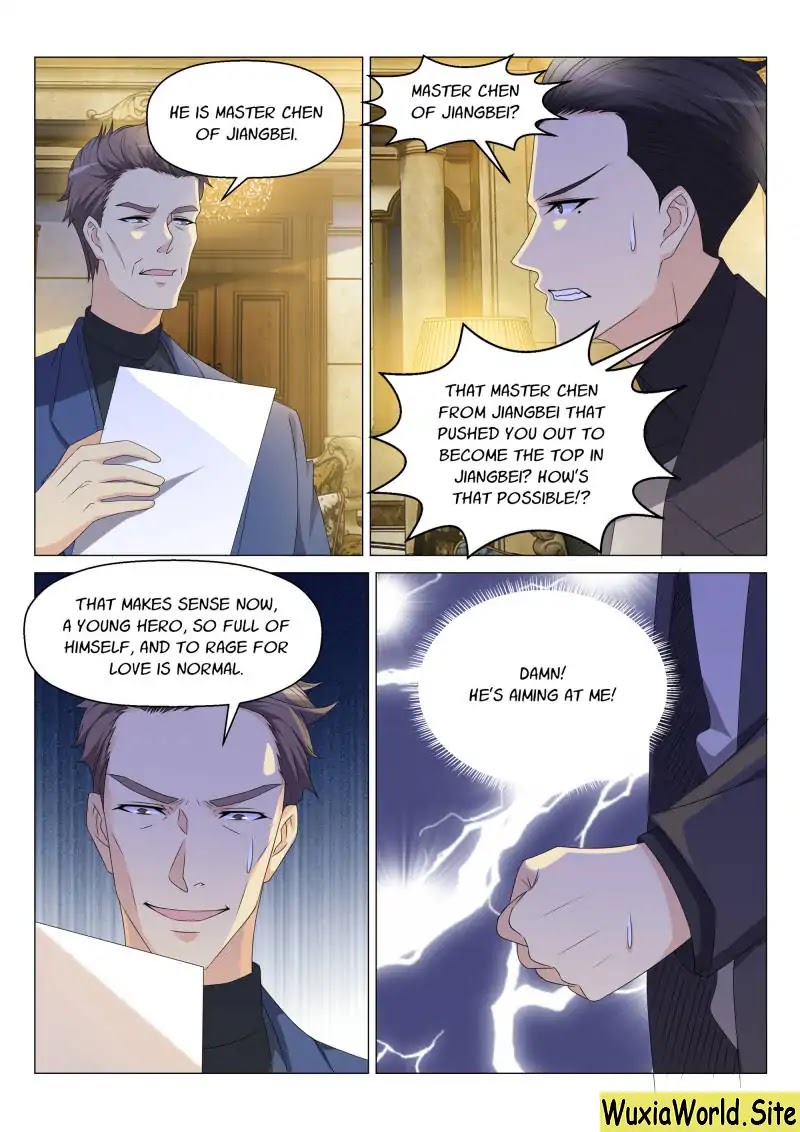 HE IS MASTER CHEN
OF JIANGBEI.
MASTER CHEN
OF JIANGBEI?
THAT MASTER CHEN
FROM JIANGBEI THAT
PUSHED YOU OUT TO
BECOME THE TOP IN
JIANGBEI? HOW'S
THAT POSSIBLE!?
THAT MAKES SENSE NOW,
A YOUNG HERO, SO FULL OF
HIMSELF, AND TO RAGE FOR
LOVE IS NORMAL.
DAMN!
HE'S AIMING AT ME!
WuxiaWorld.Site